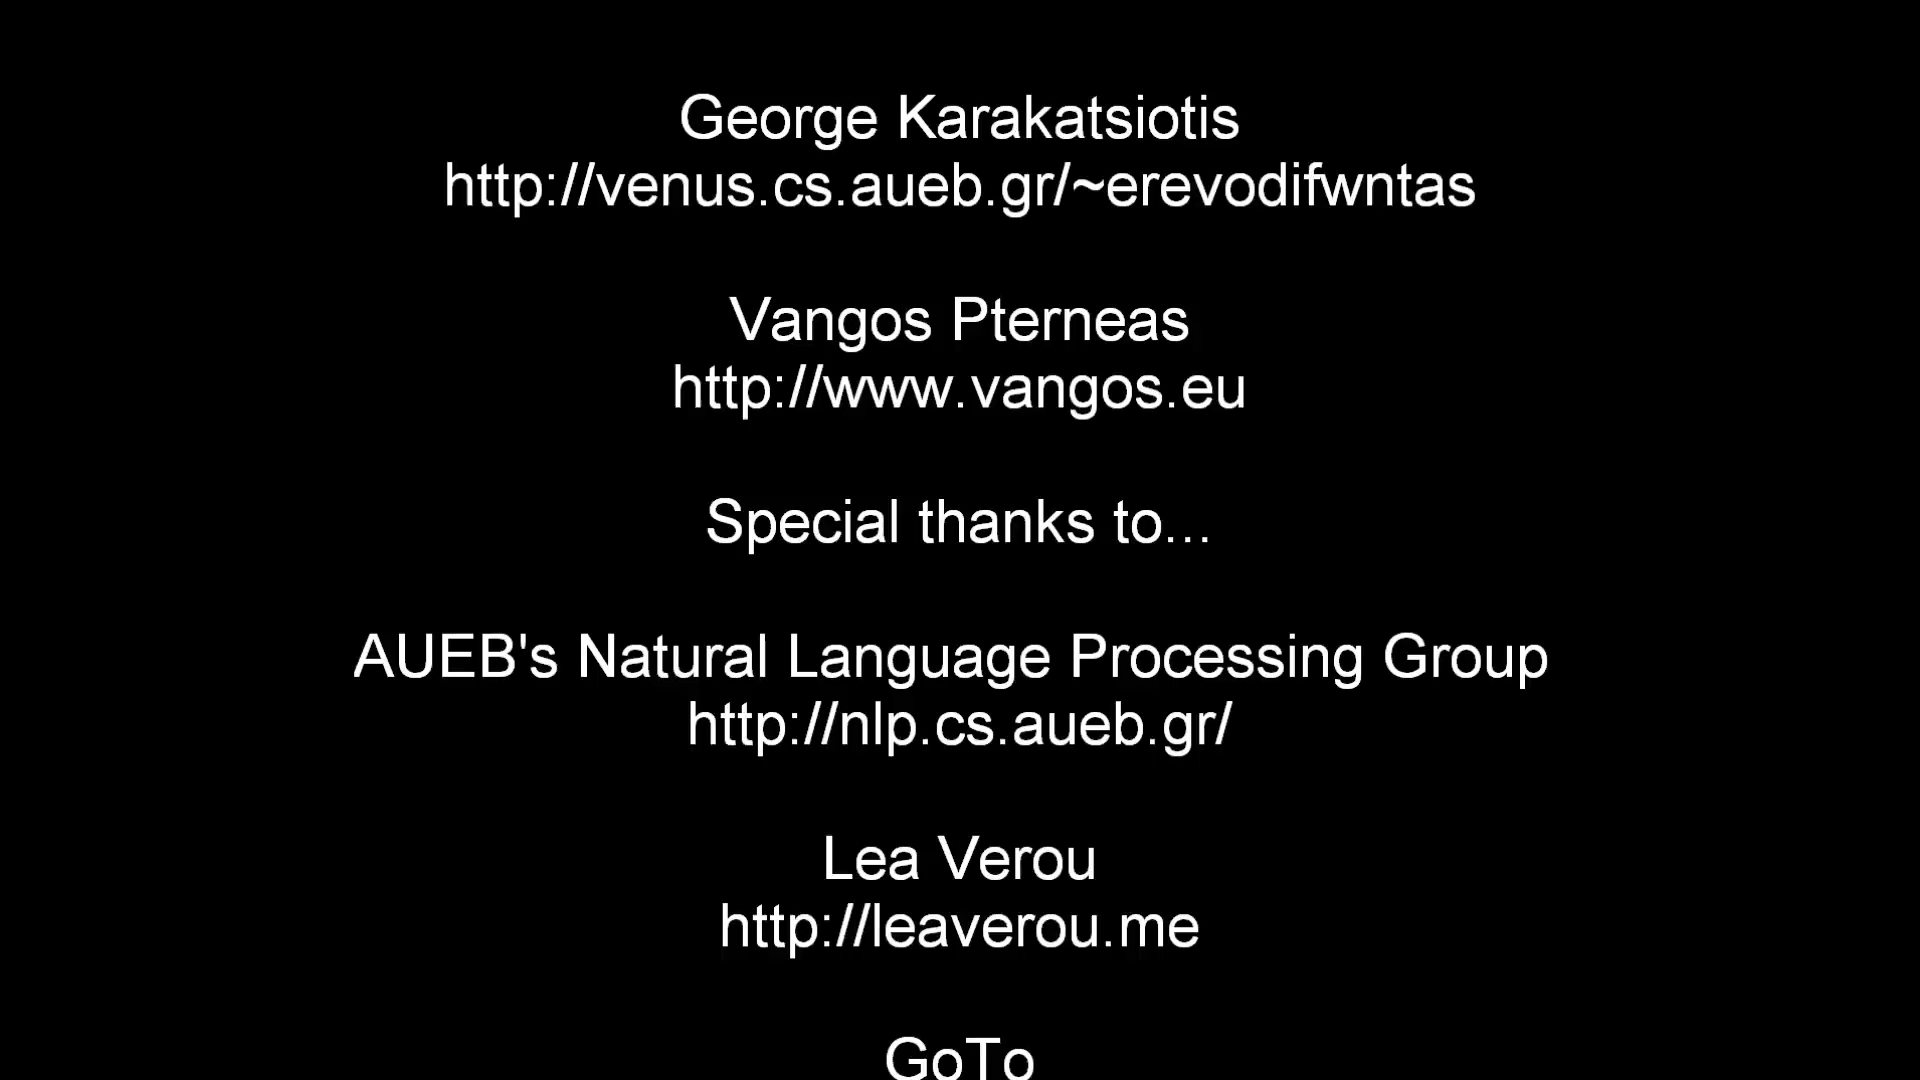 George Karakatsiotis
http://venus.cs.aueb.gr/~erevodifwntas
Vangos Pterneas
http://www.vangos.eu
Special thanks to...
AUEB's Natural Language Processing Group
http://nlp.cs.aueb.gr/
Lea Verou
http://leaverou.me
GoTo